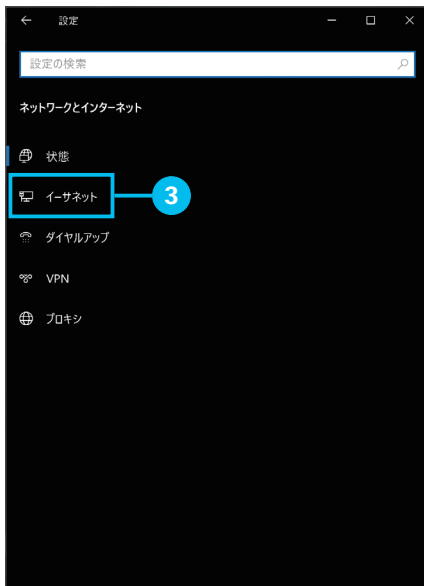 設定
設定の検索
ネットワークとインターネット
状態
イーサネット
3
ダイヤルアップ
VPN
プロキシ